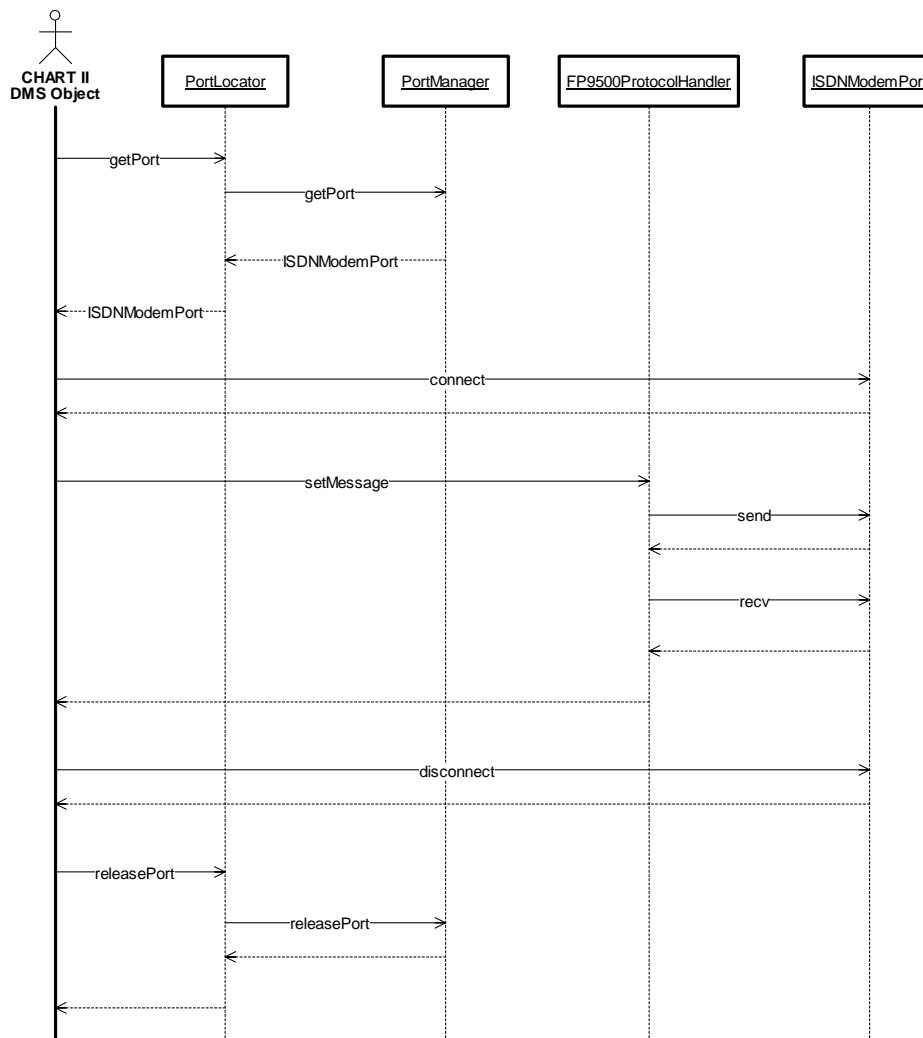 CHART II
DMS Object
PortLocator
PortManager
FP9500ProtocolHandler
ISDNModemPor
getPort
getPort
ISDNModemPort
ISDNModemPort
connect
setMessage
send
recv
disconnect
releasePort
releasePort